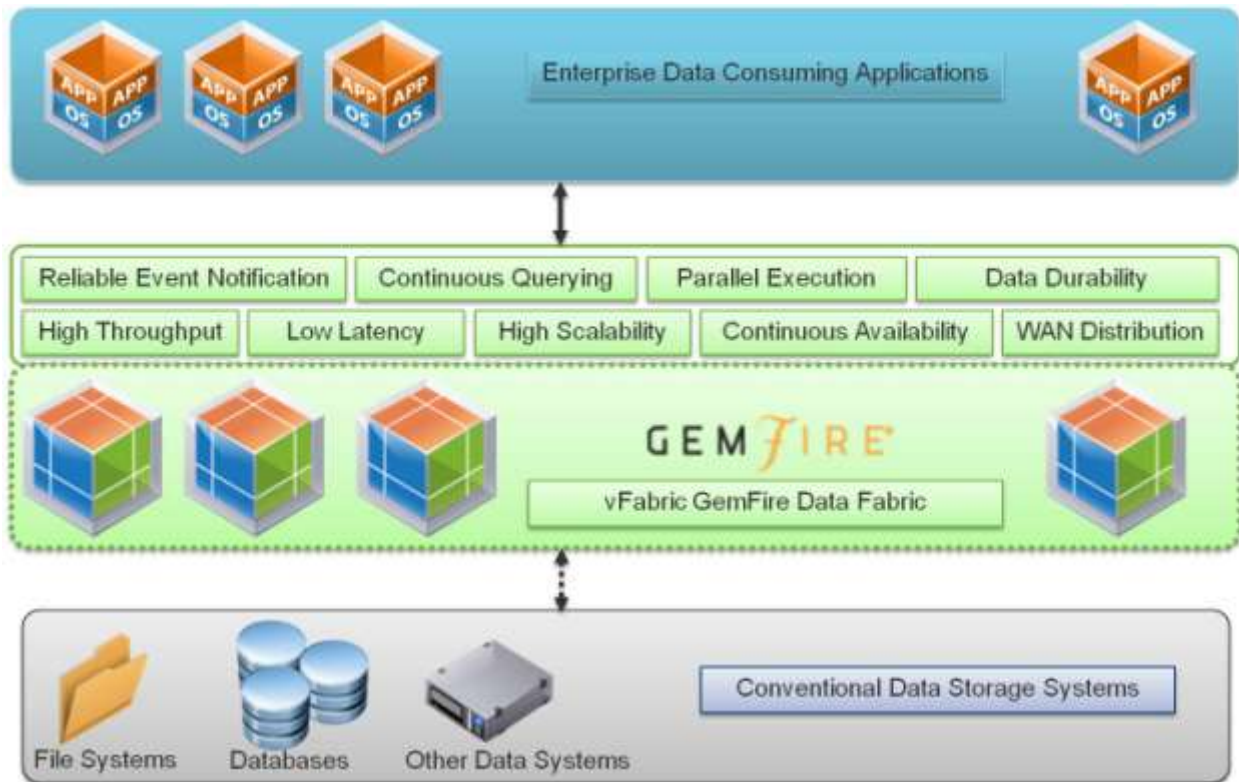 APP APP OS OS
APP APP OS OS
APP APP OS OS
Enterprise Data Consuming Applications
APP APP OS OS
Reliable Event Notification
Continuous Querying
Parallel Execution
Data Durability
High Throughput
Low Latency
High Scalability
Continuous Availability
WAN Distribution
GEMFIRE
vFabric GemFire Data Fabric
Conventional Data Storage Systems
File Systems
Databases
Other Data Systems